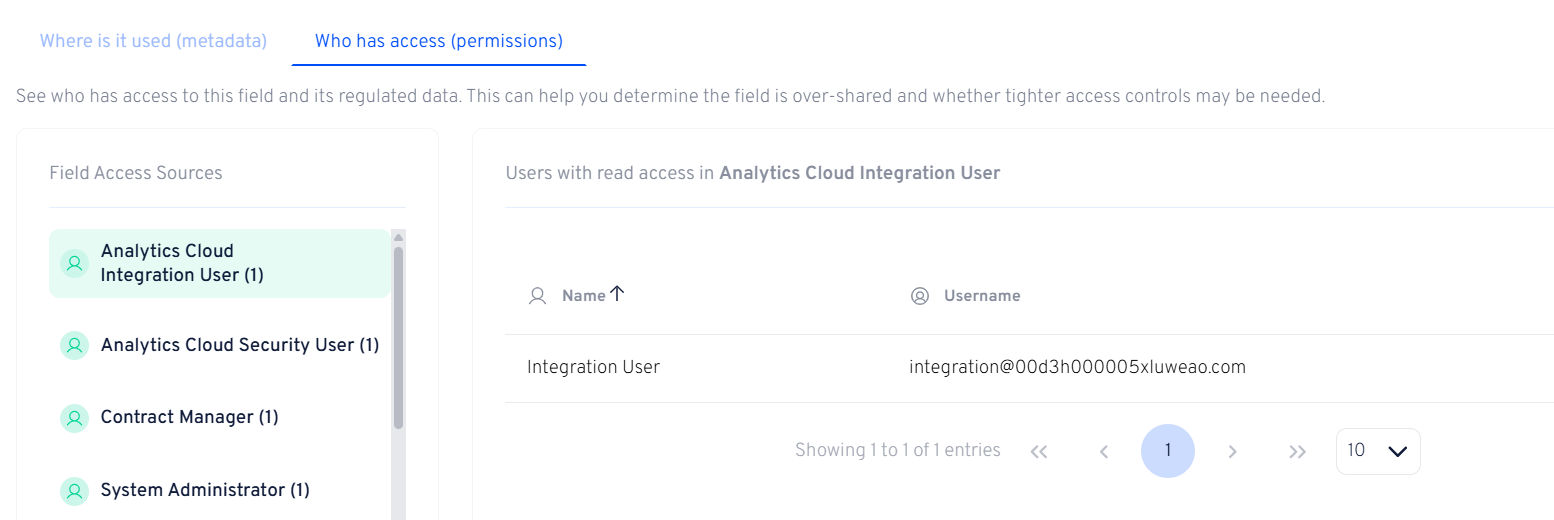 Where is it used (metadata)
Who has access (permissions)
See who has access to this field and its regulated data. This can help you determine the field is over-shared and whether tighter access controls may be needed.
Field Access Sources
Analytics Cloud
Integration User (1)
Analytics Cloud Security User (1)
Contract Manager (1)
System Administrator (1)
Users with read access in Analytics Cloud Integration User
Name
Username
Integration User
integration@00d3h000005xluweao.com
Showing 1 to 1 of 1 entries
1
10